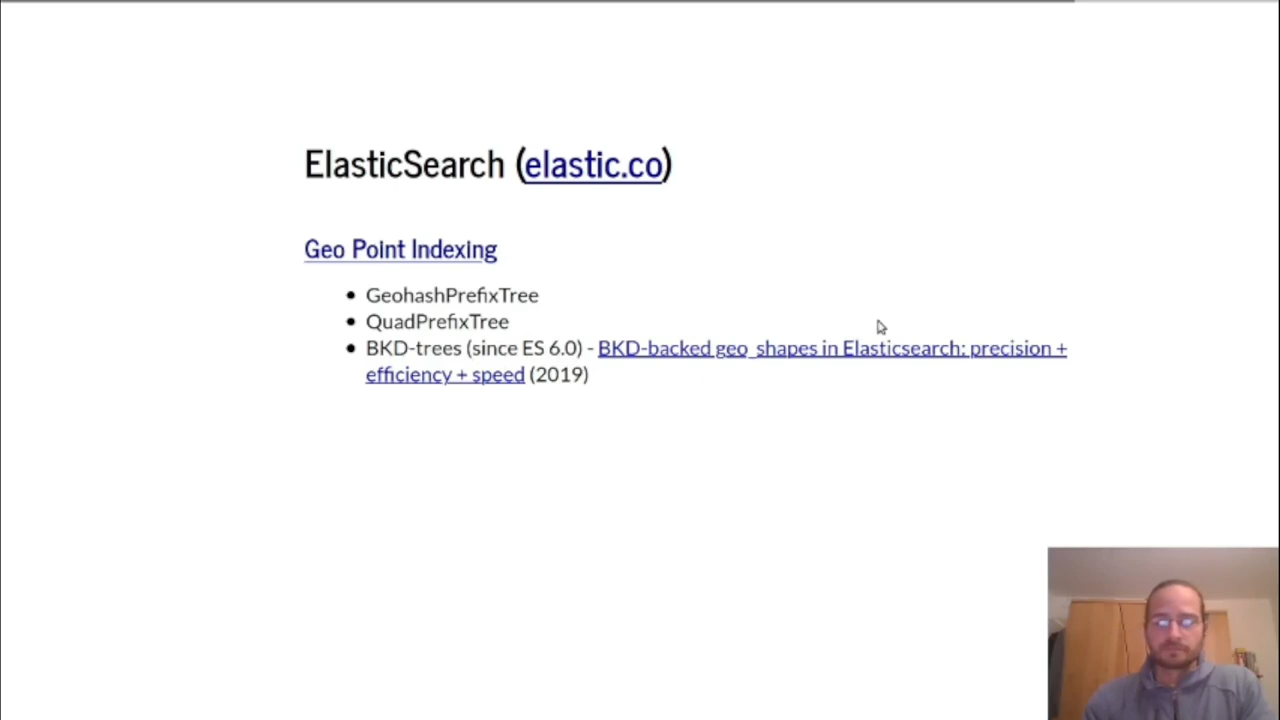 ElasticSearch (elastic.co)
Geo Point Indexing
• GeohashPrefixTree
• QuadPrefixTree
• BKD-trees (since ES 6.0) - BKD-backed geo_shapes in Elasticsearch: precision +
efficiency + speed (2019)